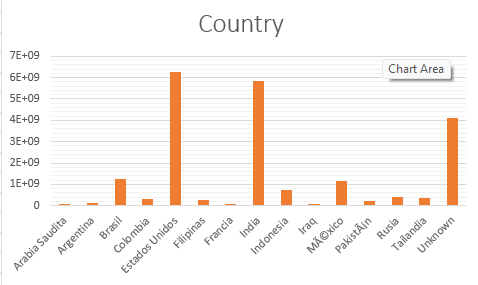 Country
7E+09
6E+09
5E+09
4E+09
3E+09
2E+09
1E+09
0
Chart Area
Arabia Saudita
Argentina
Brasil
Colombia
Estados Unidos
Filipinas
Francia
India
Indonesia
Iraq
MÃ©xico
PakistÃ¡n
Rusia
Tailandia
Unknown